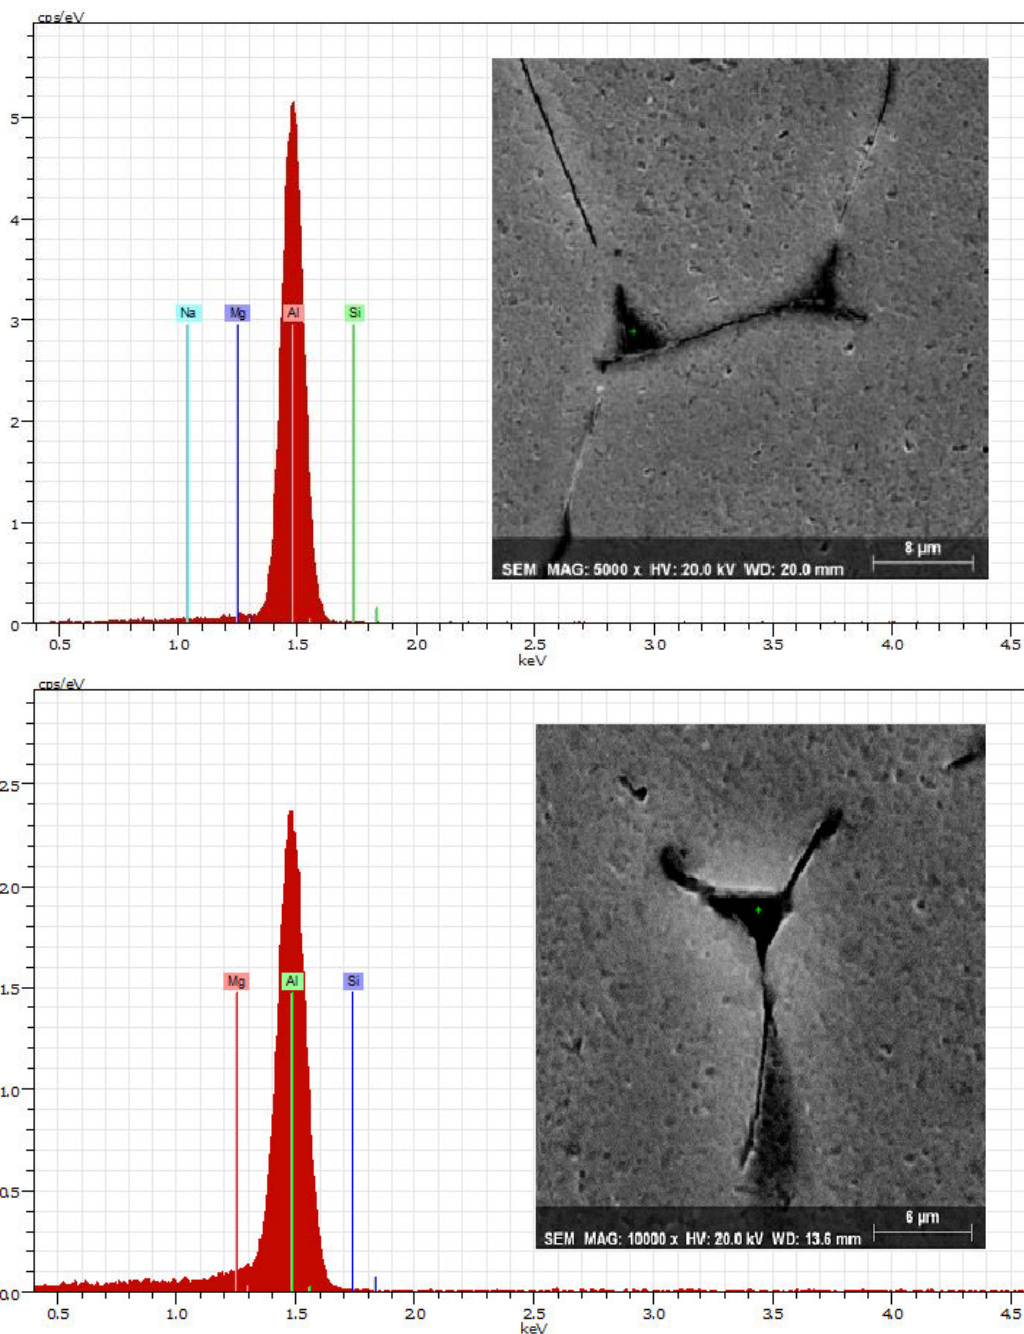 cps/eV
5
4
3
2
1
0
Na Mg Al Si
0.5 1.0 1.5 2.0 2.5 3.0 3.5 4.0 4.5
keV
8 µm
SEM MAG: 5000 x HV: 20.0 kV WD: 20.0 mm
cps/eV
2.5
2.0
1.5
1.0
0.5
0.0
Mg Al Si
0.5 1.0 1.5 2.0 2.5 3.0 3.5 4.0 4.5
keV
6 µm
SEM MAG: 10000 x HV: 20.0 kV WD: 13.6 mm